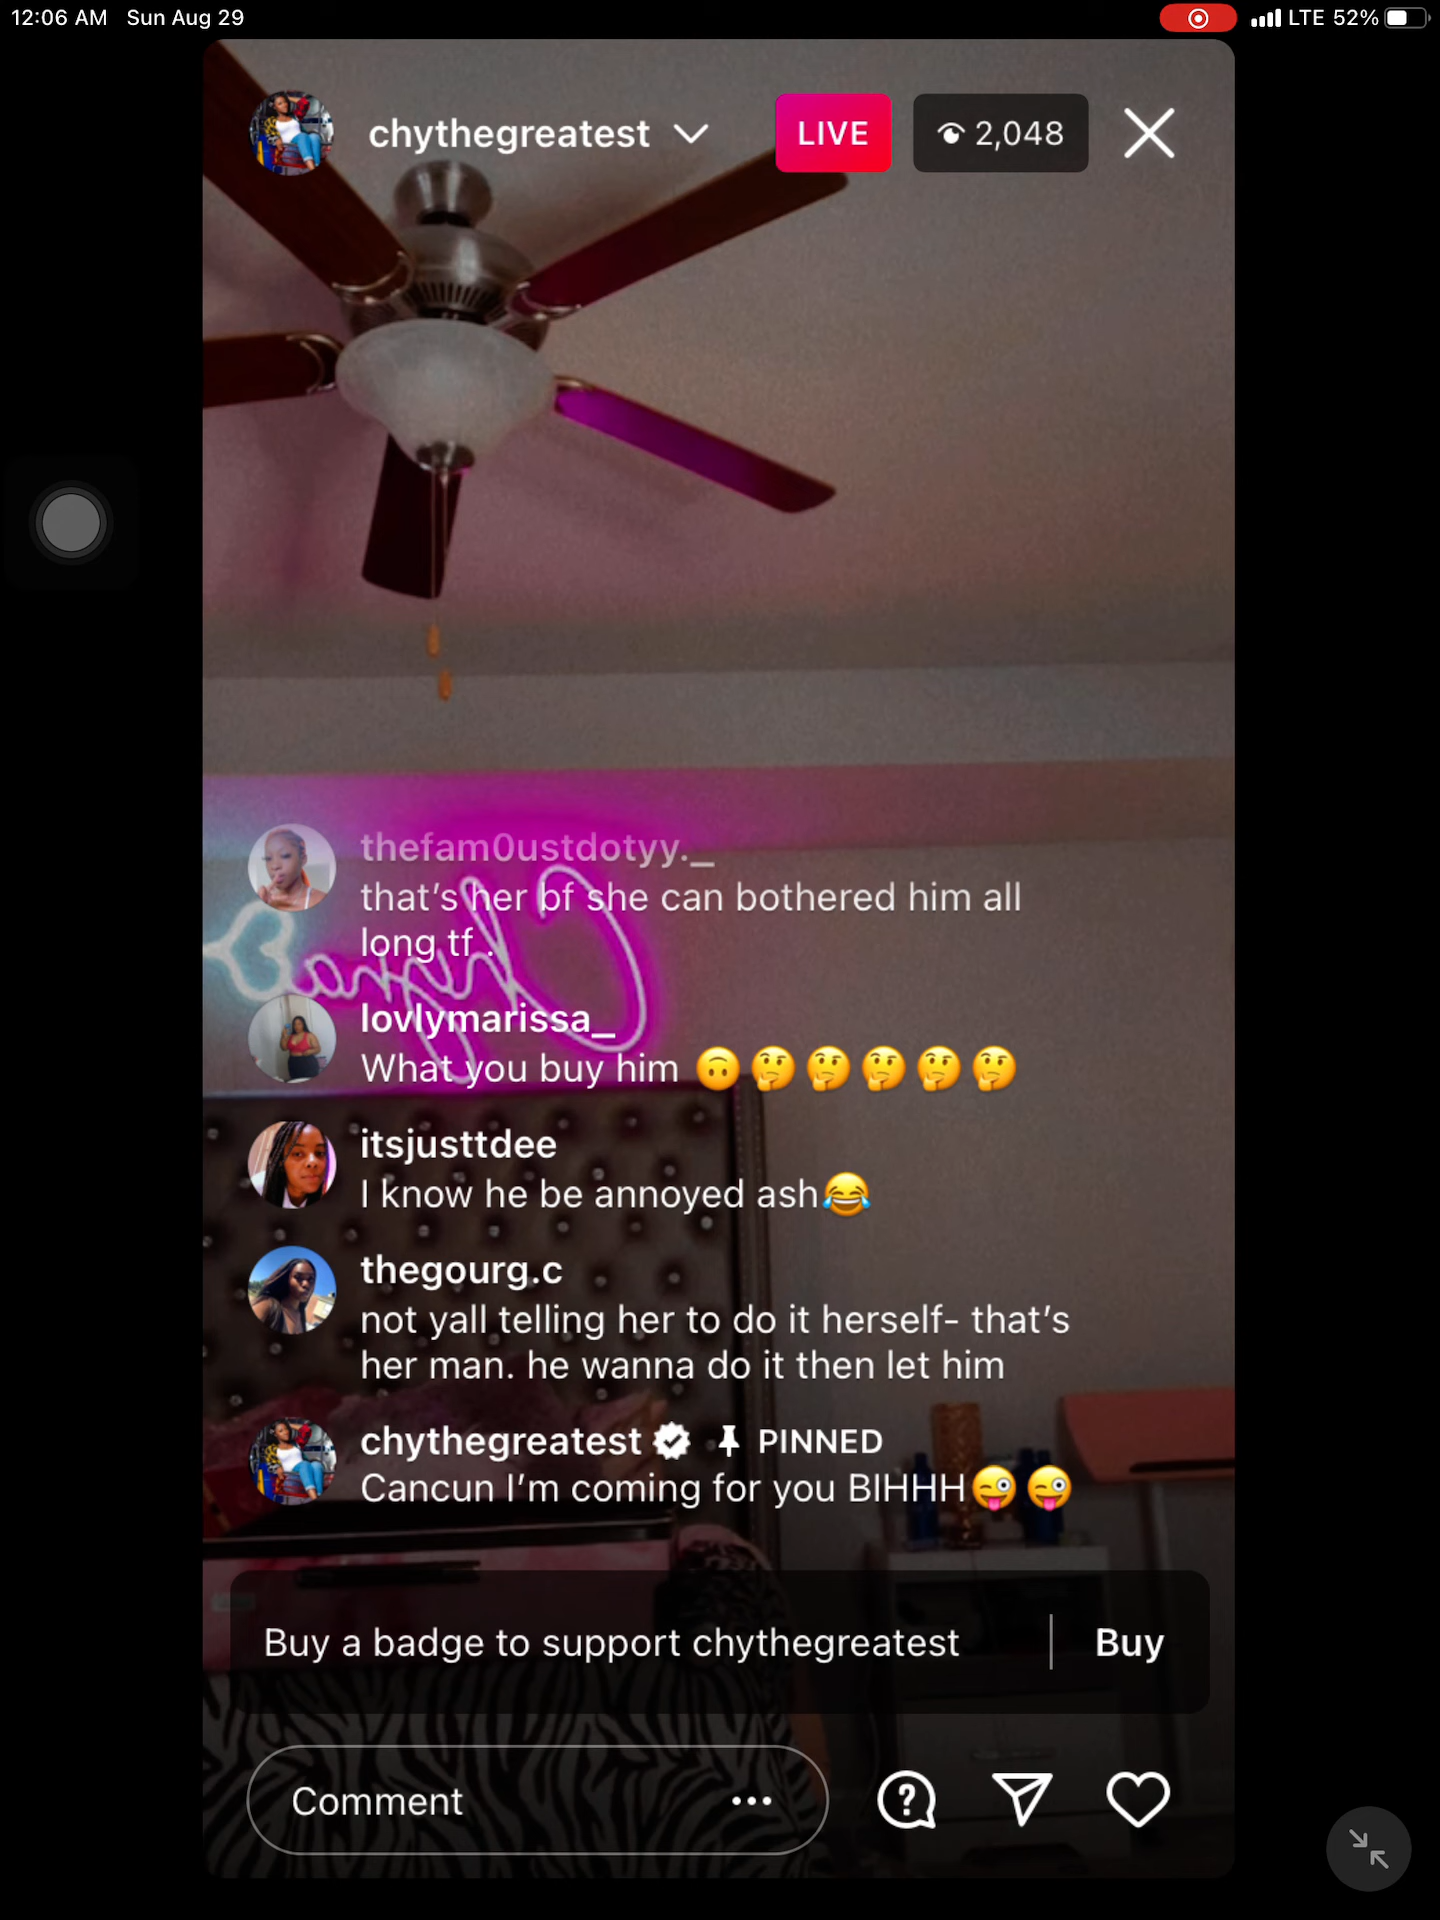 12:06 AM Sun Aug 29
LTE 52%
chythegreatest
LIVE
2,048
thefam0ustdotyy._
that’s her bf she can bothered him all
long tf .
Chyna
lovlymarissa_
What you buy him 🙃🤔🤔🤔🤔🤔
itsjusttdee
I know he be annoyed ash😂
thegourg.c
not yall telling her to do it herself- that’s
her man. he wanna do it then let him
chythegreatest PINNED
Cancun I’m coming for you BIHHH😜😜
Buy a badge to support chythegreatest | Buy
Comment